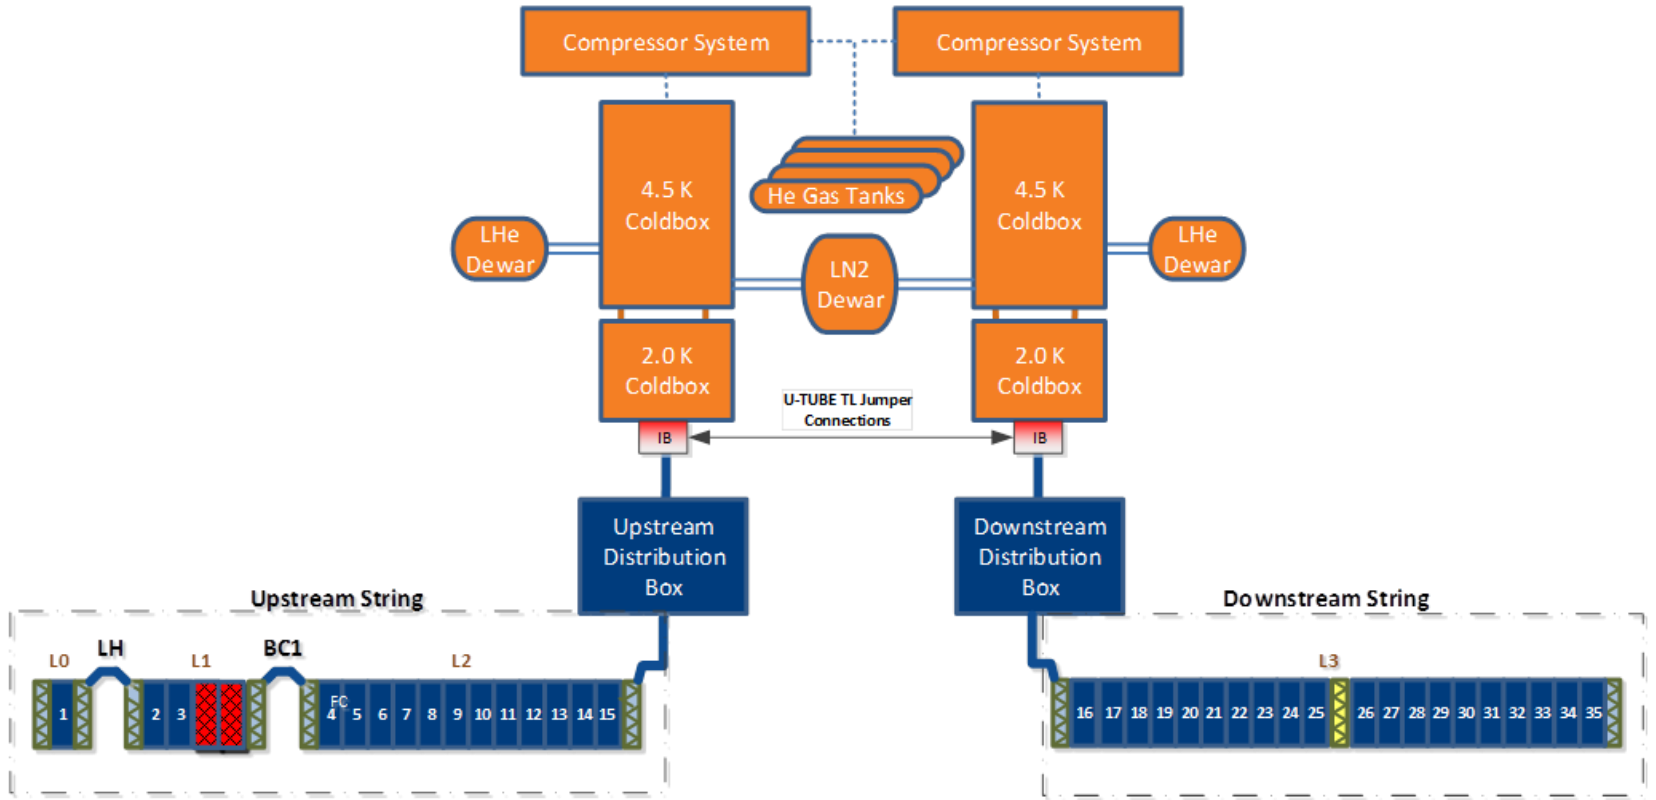 Compressor System
Compressor System
4.5 K
Coldbox
He Gas Tanks
4.5 K
Coldbox
LHe
Dewar
LN2
Dewar
LHe
Dewar
2.0 K
Coldbox
2.0 K
Coldbox
U-TUBE TL Jumper
Connections
IB
IB
Upstream
Distribution
Box
Downstream
Distribution
Box
Upstream String
Downstream String
L0
LH
L1
BC1
L2
L3
1
2 3
FC
4 5 6 7 8 9 10 11 12 13 14 15
16 17 18 19 20 21 22 23 24 25 26 27 28 29 30 31 32 33 34 35